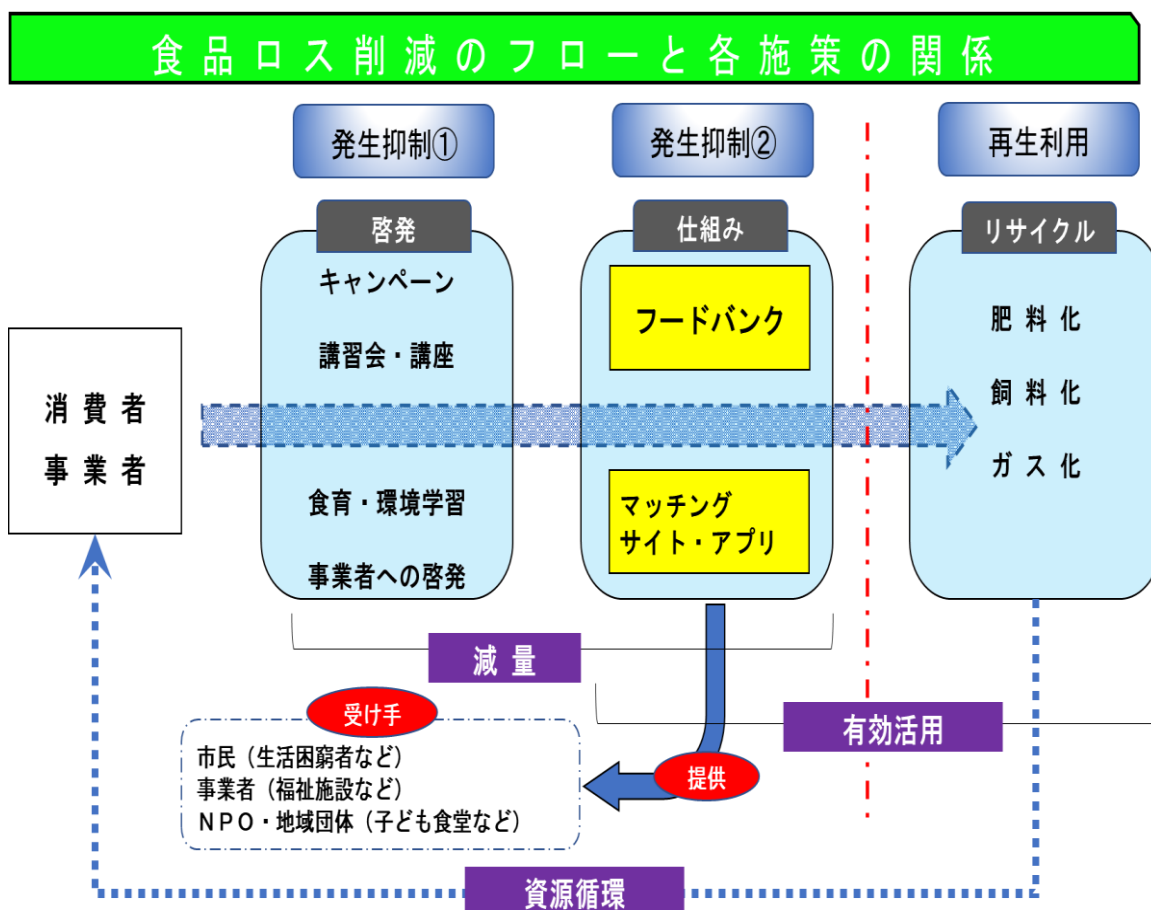 食品ロス削減のフローと各施策の関係
発生抑制①
発生抑制②
再生利用
啓発
仕組み
リサイクル
キャンペーン
講習会・講座
食育・環境学習
事業者への啓発
フードバンク
マッチング
サイト・アプリ
肥料化
飼料化
ガス化
消費者
事業者
減量
有効活用
受け手
市民（生活困窮者など）
事業者（福祉施設など）
ＮＰＯ・地域団体（子ども食堂など）
提供
資源循環